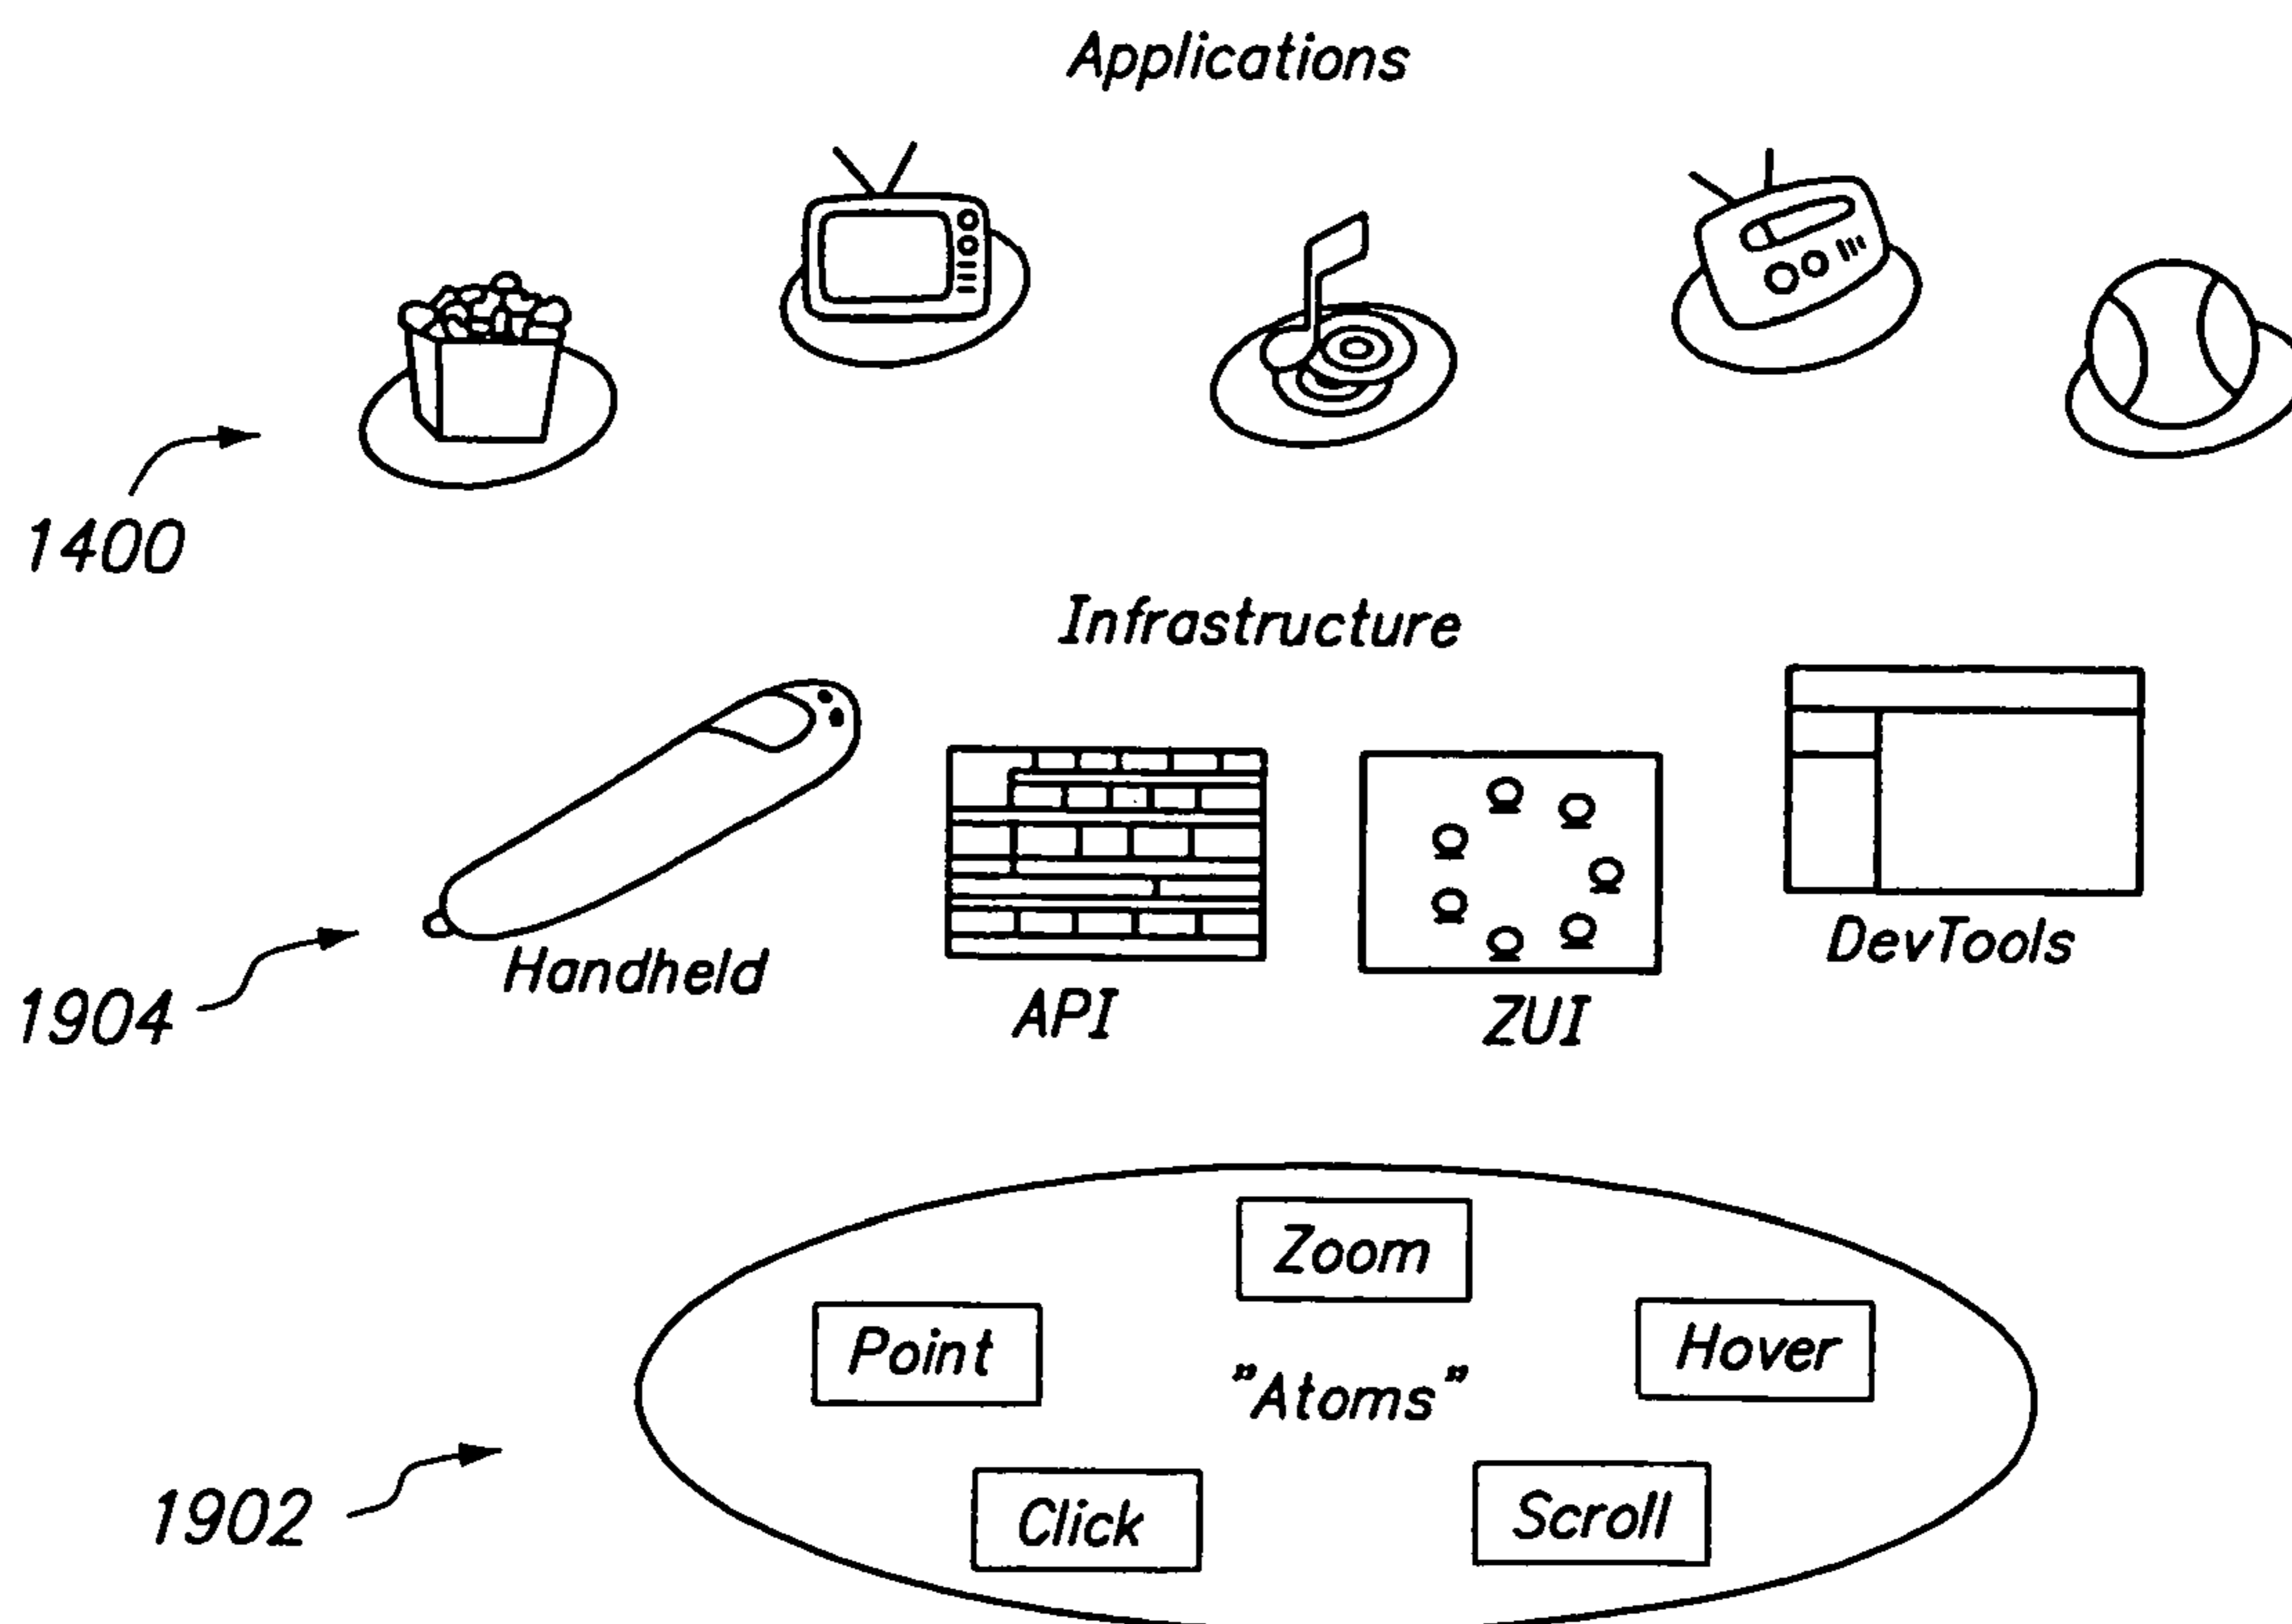 Applications
1400
Infrastructure
Handheld
API
ZUI
DevTools
1904
Zoom
Point
Hover
"Atoms"
Click
Scroll
1902